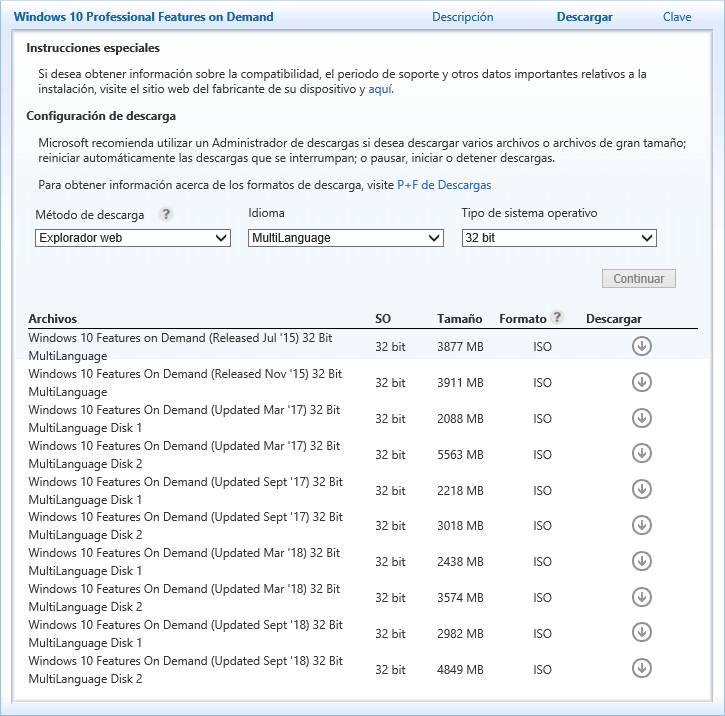 Windows 10 Professional Features on Demand Descripción Descargar Clave
Instrucciones especiales
Si desea obtener información sobre la compatibilidad, el periodo de soporte y otros datos importantes relativos a la
instalación, visite el sitio web del fabricante de su dispositivo y aquí.
Configuración de descarga
Microsoft recomienda utilizar un Administrador de descargas si desea descargar varios archivos o archivos de gran tamaño;
reiniciar automáticamente las descargas que se interrumpan; o pausar, iniciar o detener descargas.
Para obtener información acerca de los formatos de descarga, visite P+F de Descargas
Método de descarga ? Idioma Tipo de sistema operativo
Explorador web MultiLanguage 32 bit
Continuar
Archivos SO Tamaño Formato ? Descargar
Windows 10 Features on Demand (Released Jul '15) 32 Bit
MultiLanguage 32 bit 3877 MB ISO
Windows 10 Features On Demand (Released Nov '15) 32 Bit
MultiLanguage 32 bit 3911 MB ISO
Windows 10 Features On Demand (Updated Mar '17) 32 Bit
MultiLanguage Disk 1 32 bit 2088 MB ISO
Windows 10 Features On Demand (Updated Mar '17) 32 Bit
MultiLanguage Disk 2 32 bit 5563 MB ISO
Windows 10 Features On Demand (Updated Sept '17) 32 Bit
MultiLanguage Disk 1 32 bit 2218 MB ISO
Windows 10 Features On Demand (Updated Sept '17) 32 Bit
MultiLanguage Disk 2 32 bit 3018 MB ISO
Windows 10 Features On Demand (Updated Mar '18) 32 Bit
MultiLanguage Disk 1 32 bit 2438 MB ISO
Windows 10 Features On Demand (Updated Mar '18) 32 Bit
MultiLanguage Disk 2 32 bit 3574 MB ISO
Windows 10 Features On Demand (Updated Sept '18) 32 Bit
MultiLanguage Disk 1 32 bit 2982 MB ISO
Windows 10 Features On Demand (Updated Sept '18) 32 Bit
MultiLanguage Disk 2 32 bit 4849 MB ISO